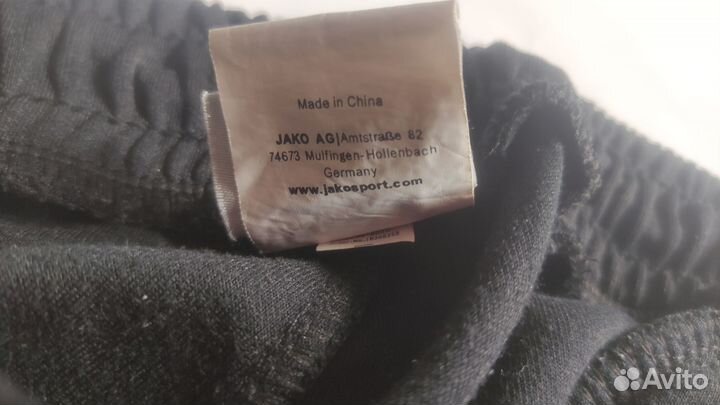 Made in China
JAKO AG|Amtstraße 82
74673 Mulfingen-Hollenbach
Germany
www.jakosport.com
Avito